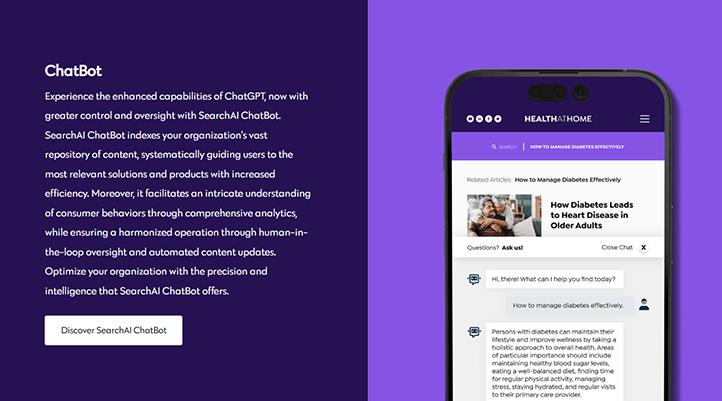 ChatBot
Experience the enhanced capabilities of ChatGPT, now with
greater control and oversight with SearchAI ChatBot.
SearchAI ChatBot indexes your organization's vast
repository of content, systematically guiding users to the
most relevant solutions and products with increased
efficiency. Moreover, it facilitates an intricate understanding
of consumer behaviors through comprehensive analytics,
while ensuring a harmonized operation through human-in-
the-loop oversight and automated content updates.
Optimize your organization with the precision and
intelligence that SearchAI ChatBot offers.
Discover SearchAI ChatBot
HEALTHATHOME
SEARCH | HOW TO MANAGE DIABETES EFFECTIVELY
Related Articles: How to Manage Diabetes Effectively
How Diabetes Leads
to Heart Disease in
Older Adults
Questions? Ask us! Close Chat X
Hi, there! What can I help you find today?
How to manage diabetes effectively.
Persons with diabetes can maintain their
lifestyle and improve wellness by taking a
holistic approach to overall health. Areas
of particular importance should include
maintaining healthy blood sugar levels,
eating a well-balanced diet, finding time
for regular physical activity, managing
stress, staying hydrated, and regular visits
to their primary care provider.